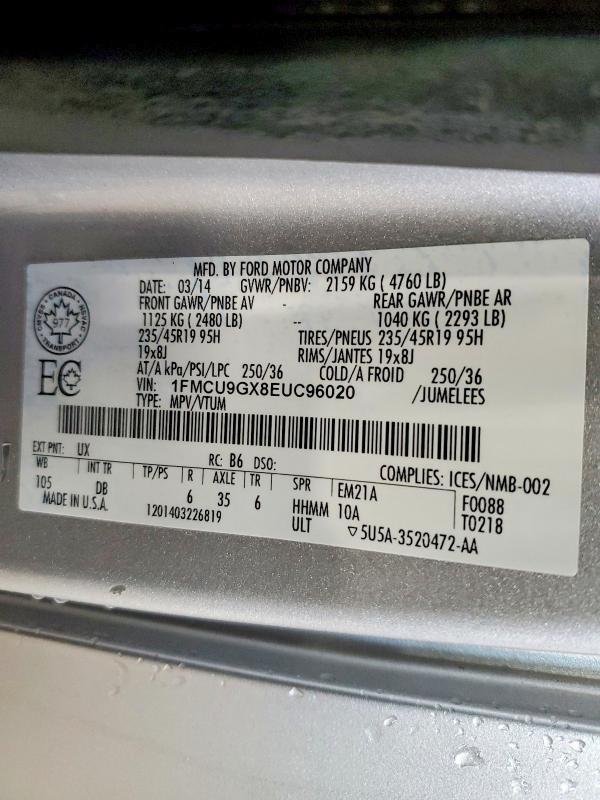 MFD. BY FORD MOTOR COMPANY
DATE: 03/14 GVWR/PNBV: 2159 KG ( 4760 LB)
FRONT GAWR/PNBE AV - REAR GAWR/PNBE AR
1125 KG ( 2480 LB) -- 1040 KG ( 2293 LB)
235/45R19 95H TIRES/PNEUS 235/45R19 95H
19x8J RIMS/JANTES 19x8J
AT/A kPa/PSI/LPC 250/36 COLD/A FROID 250/36
VIN: 1FMCU9GX8EUC96020 /JUMELEES
TYPE: MPV/VTUM
CANADA
977
TRANSPORT
EC
EXT PNT: UX RC: B6 DSO: COMPLIES: ICES/NMB-002
WB INT TR TP/PS R AXLE TR SPR EM21A F0088
105 DB 6 35 6 HHMM 10A T0218
MADE IN U.S.A. 1201403226819 ULT ▽5U5A-3520472-AA